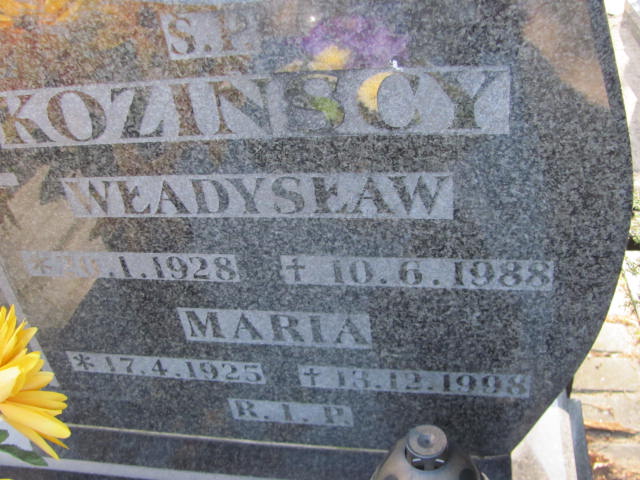 S.P.
KOZINSCY
WŁADYSŁAW
.1.1928 † 10.6.1988
MARIA
* 17.4.1925 † 13.12.1998
R.I.P.